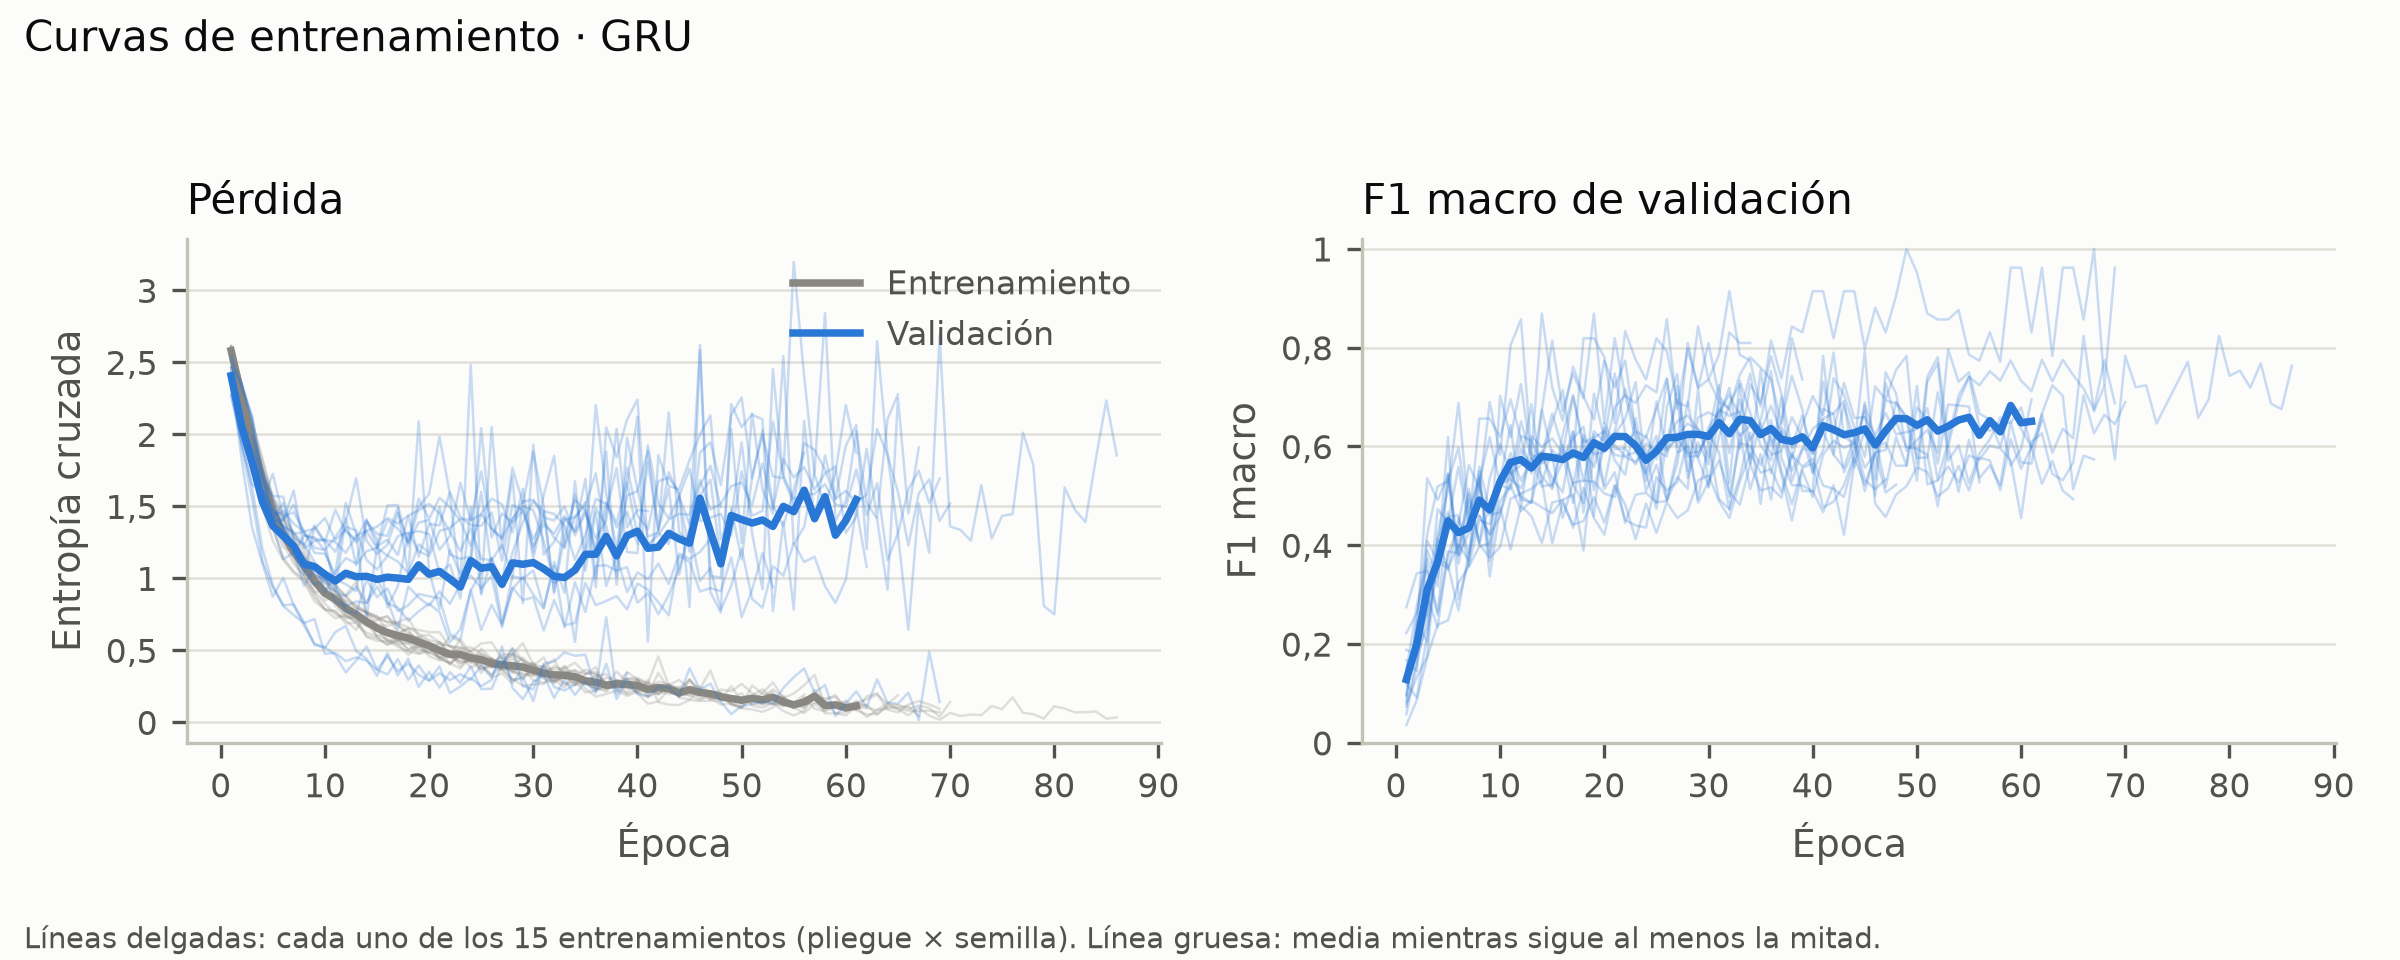 Curvas de entrenamiento · GRU
Pérdida
Entropía cruzada
3
2,5
2
1,5
1
0,5
0
Entrenamiento
Validación
0 10 20 30 40 50 60 70 80 90
Época
F1 macro de validación
F1 macro
1
0,8
0,6
0,4
0,2
0
0 10 20 30 40 50 60 70 80 90
Época
Líneas delgadas: cada uno de los 15 entrenamientos (pliegue × semilla). Línea gruesa: media mientras sigue al menos la mitad.